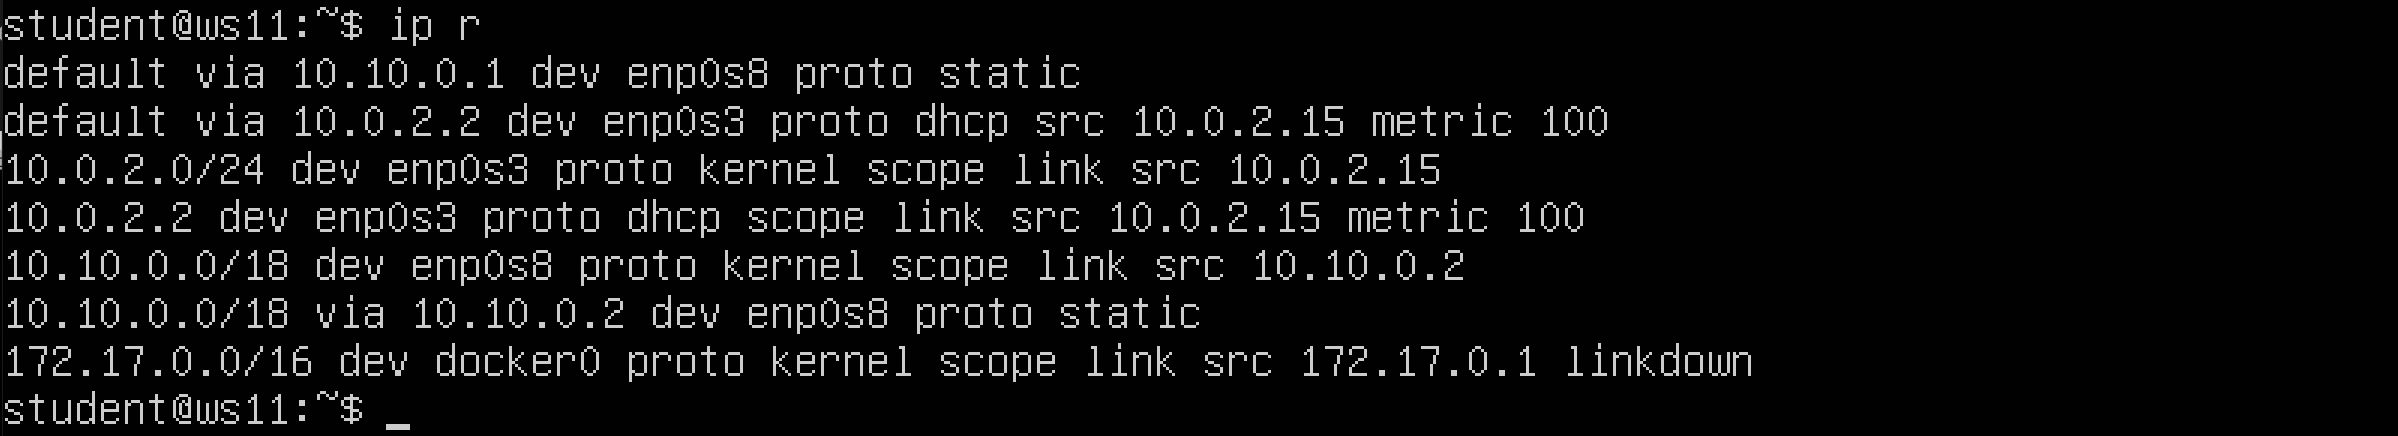 student@ws11:~$ ip r
default via 10.10.0.1 dev enp0s8 proto static
default via 10.0.2.2 dev enp0s3 proto dhcp src 10.0.2.15 metric 100
10.0.2.0/24 dev enp0s3 proto kernel scope link src 10.0.2.15
10.0.2.2 dev enp0s3 proto dhcp scope link src 10.0.2.15 metric 100
10.10.0.0/18 dev enp0s8 proto kernel scope link src 10.10.0.2
10.10.0.0/18 via 10.10.0.2 dev enp0s8 proto static
172.17.0.0/16 dev docker0 proto kernel scope link src 172.17.0.1 linkdown
student@ws11:~$ _